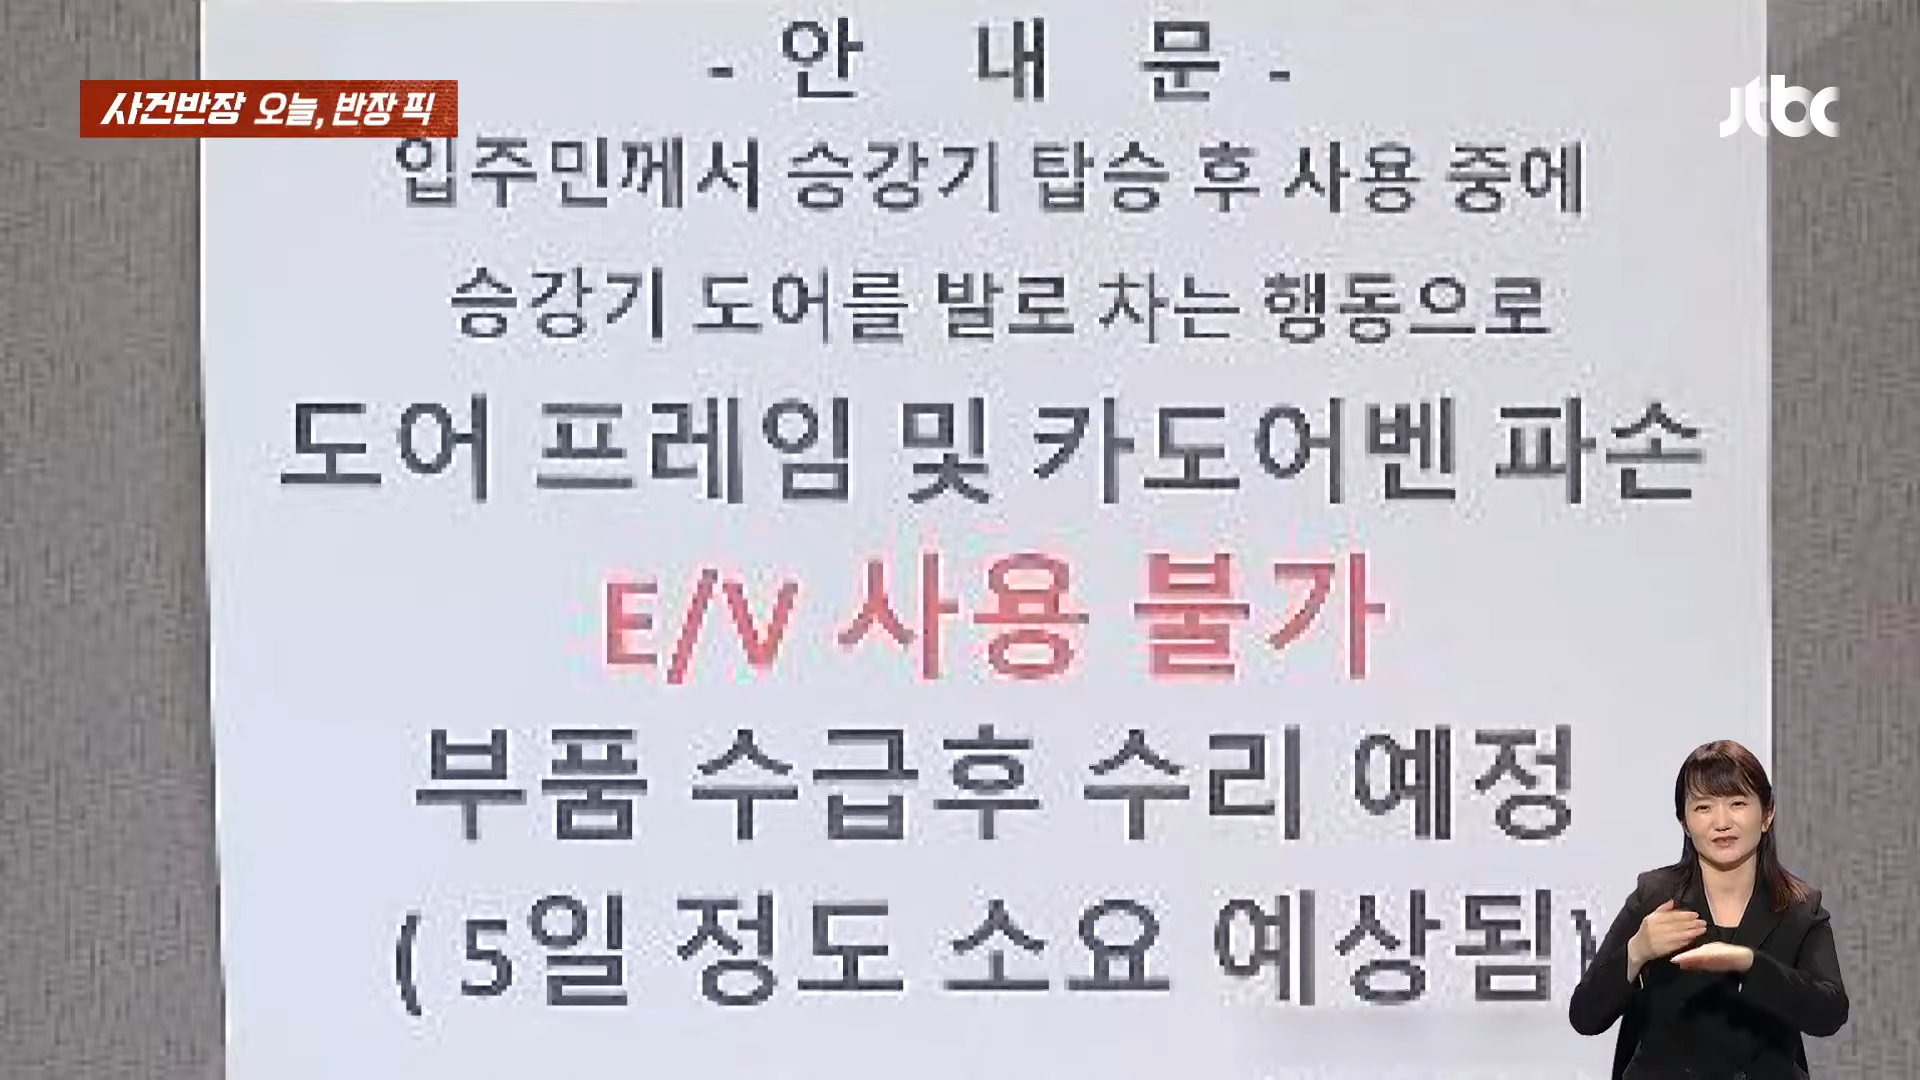 - 안 내 문 -
사건반장 오늘, 반장 픽
jtbc
입주민께서 승강기 탑승 후 사용 중에
승강기 도어를 발로 차는 행동으로
도어 프레임 및 카도어벤 파손
E/V 사용 불가
부품 수급후 수리 예정
( 5일 정도 소요 예상됨)